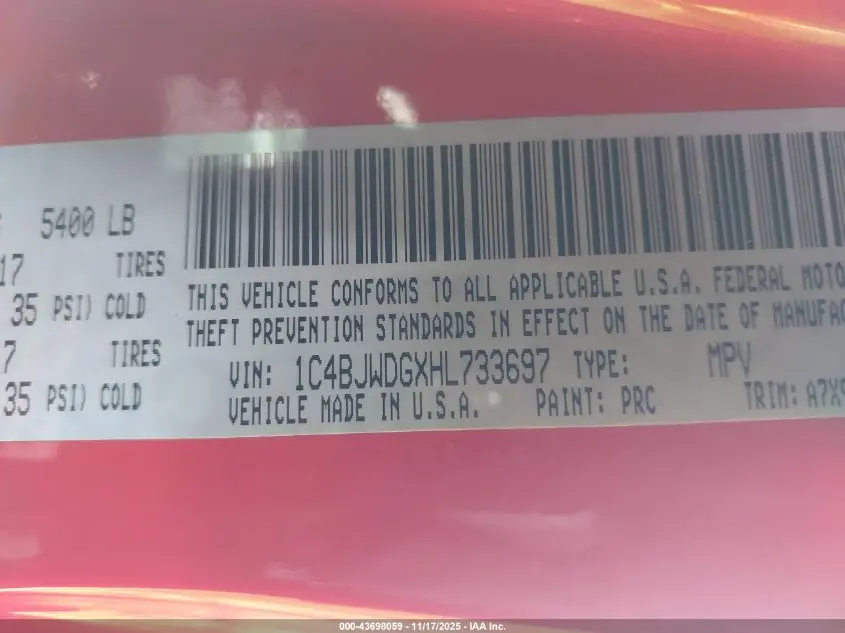 5400 LB
17 TIRES
35 PSI) COLD
7 TIRES
35 PSI) COLD
THIS VEHICLE CONFORMS TO ALL APPLICABLE U.S.A. FEDERAL MOTO
THEFT PREVENTION STANDARDS IN EFFECT ON THE DATE OF MANUFAC
VIN: 1C4BJWDGXHL733697 TYPE: MPV
VEHICLE MADE IN U.S.A. PAINT: PRC TRIM: A7X9
000-43698059 - 11/17/2025 - IAA Inc.